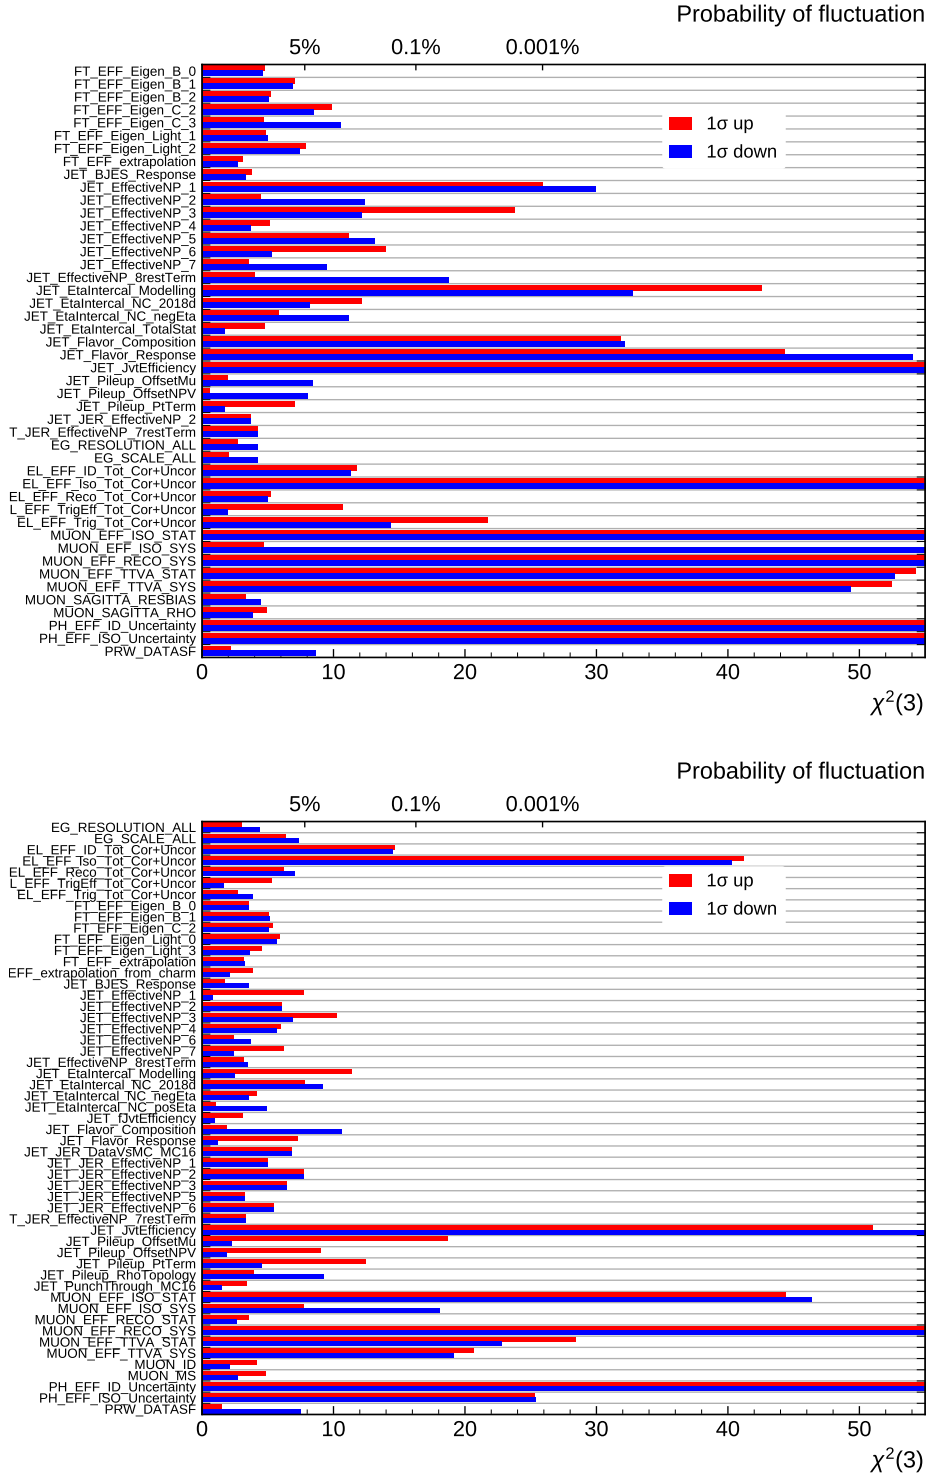 Probability of fluctuation
5% 0.1% 0.001%
FT_EFF_Eigen_B_0
FT_EFF_Eigen_B_1
FT_EFF_Eigen_B_2
FT_EFF_Eigen_C_2
FT_EFF_Eigen_C_3
FT_EFF_Eigen_Light_1
FT_EFF_Eigen_Light_2
FT_EFF_extrapolation
JET_BJES_Response
JET_EffectiveNP_1
JET_EffectiveNP_2
JET_EffectiveNP_3
JET_EffectiveNP_4
JET_EffectiveNP_5
JET_EffectiveNP_6
JET_EffectiveNP_7
JET_EffectiveNP_8restTerm
JET_EtaIntercal_Modelling
JET_EtaIntercal_NC_2018d
JET_EtaIntercal_NC_negEta
JET_EtaIntercal_TotalStat
JET_Flavor_Composition
JET_Flavor_Response
JET_JvtEfficiency
JET_Pileup_OffsetMu
JET_Pileup_OffsetNPV
JET_Pileup_PtTerm
JET_JER_EffectiveNP_2
T_JER_EffectiveNP_7restTerm
EG_RESOLUTION_ALL
EG_SCALE_ALL
EL_EFF_ID_Tot_Cor+Uncor
EL_EFF_Iso_Tot_Cor+Uncor
EL_EFF_Reco_Tot_Cor+Uncor
L_EFF_TrigEff_Tot_Cor+Uncor
EL_EFF_Trig_Tot_Cor+Uncor
MUON_EFF_ISO_STAT
MUON_EFF_ISO_SYS
MUON_EFF_RECO_SYS
MUON_EFF_TTVA_STAT
MUON_EFF_TTVA_SYS
MUON_SAGITTA_RESBIAS
MUON_SAGITTA_RHO
PH_EFF_ID_Uncertainty
PH_EFF_ISO_Uncertainty
PRW_DATASF
1σ up
1σ down
0 10 20 30 40 50
χ²(3)
Probability of fluctuation
5% 0.1% 0.001%
EG_RESOLUTION_ALL
EG_SCALE_ALL
EL_EFF_ID_Tot_Cor+Uncor
EL_EFF_Iso_Tot_Cor+Uncor
EL_EFF_Reco_Tot_Cor+Uncor
L_EFF_TrigEff_Tot_Cor+Uncor
EL_EFF_Trig_Tot_Cor+Uncor
FT_EFF_Eigen_B_0
FT_EFF_Eigen_B_1
FT_EFF_Eigen_C_2
FT_EFF_Eigen_Light_0
FT_EFF_Eigen_Light_3
FT_EFF_extrapolation
EFF_extrapolation_from_charm
JET_BJES_Response
JET_EffectiveNP_1
JET_EffectiveNP_2
JET_EffectiveNP_3
JET_EffectiveNP_4
JET_EffectiveNP_6
JET_EffectiveNP_7
JET_EffectiveNP_8restTerm
JET_EtaIntercal_Modelling
JET_EtaIntercal_NC_2018d
JET_EtaIntercal_NC_negEta
JET_EtaIntercal_NC_posEta
JET_fJvtEfficiency
JET_Flavor_Composition
JET_Flavor_Response
JET_JER_DataVsMC_MC16
JET_JER_EffectiveNP_1
JET_JER_EffectiveNP_2
JET_JER_EffectiveNP_3
JET_JER_EffectiveNP_5
JET_JER_EffectiveNP_6
T_JER_EffectiveNP_7restTerm
JET_JvtEfficiency
JET_Pileup_OffsetMu
JET_Pileup_OffsetNPV
JET_Pileup_PtTerm
JET_Pileup_RhoTopology
JET_PunchThrough_MC16
MUON_EFF_ISO_STAT
MUON_EFF_ISO_SYS
MUON_EFF_RECO_STAT
MUON_EFF_RECO_SYS
MUON_EFF_TTVA_STAT
MUON_EFF_TTVA_SYS
MUON_ID
MUON_MS
PH_EFF_ID_Uncertainty
PH_EFF_ISO_Uncertainty
PRW_DATASF
1σ up
1σ down
0 10 20 30 40 50
χ²(3)